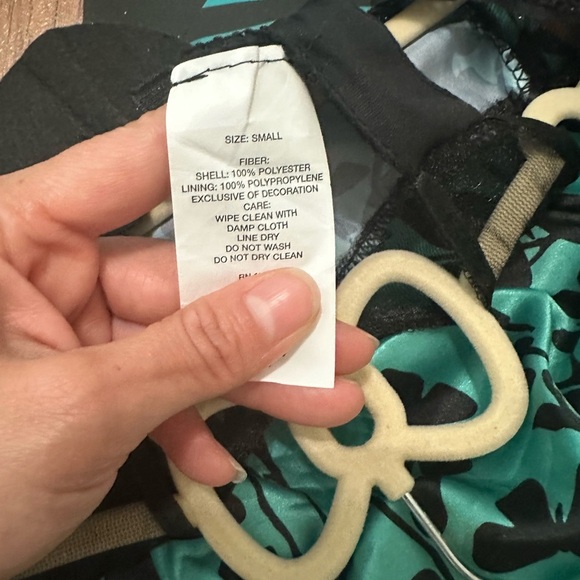 SIZE: SMALL
FIBER:
SHELL: 100% POLYESTER
LINING: 100% POLYPROPYLENE
EXCLUSIVE OF DECORATION
CARE:
WIPE CLEAN WITH
DAMP CLOTH
LINE DRY
DO NOT WASH
DO NOT DRY CLEAN
RN